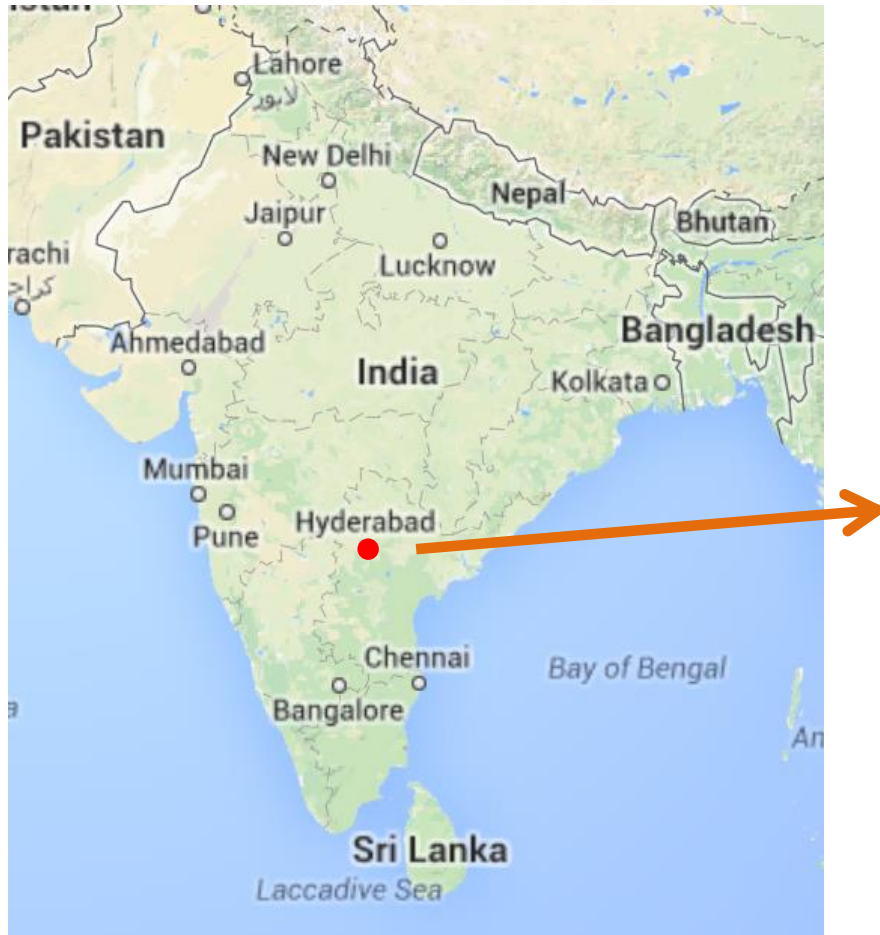 Lahore
لاہور
Pakistan
New Delhi
Nepal
Jaipur
Bhutan
rachi
Lucknow
Bangladesh
Ahmedabad
India
Kolkata
Mumbai
Hyderabad
Pune
Chennai
Bay of Bengal
Bangalore
An
Sri Lanka
Laccadive Sea